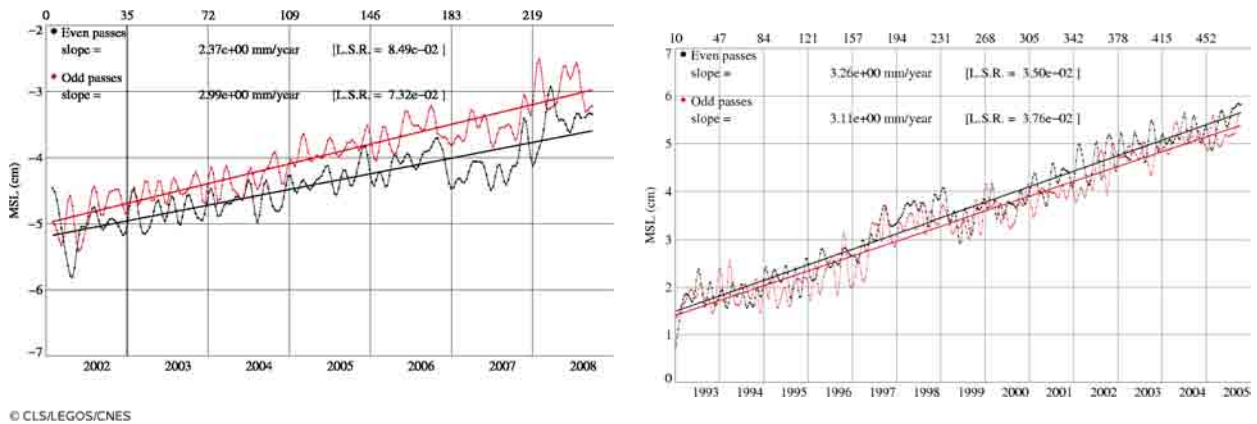 0 35 72 109 146 183 219
−2
Even passes
slope = 2.37e+00 mm/year [L.S.R. = 8.49e−02 ]
Odd passes
slope = 2.99e+00 mm/year [L.S.R. = 7.32e−02 ]
−3
−4
MSL (cm)
−5
−6
−7
2002 2003 2004 2005 2006 2007 2008
© CLS/LEGOS/CNES
10 47 84 121 157 194 231 268 305 342 378 415 452
7
Even passes
slope = 3.26e+00 mm/year [L.S.R. = 3.50e−02 ]
6
Odd passes
slope = 3.11e+00 mm/year [L.S.R. = 3.76e−02 ]
5
4
MSL (cm)
3
2
1
0
1993 1994 1995 1996 1997 1998 1999 2000 2001 2002 2003 2004 2005